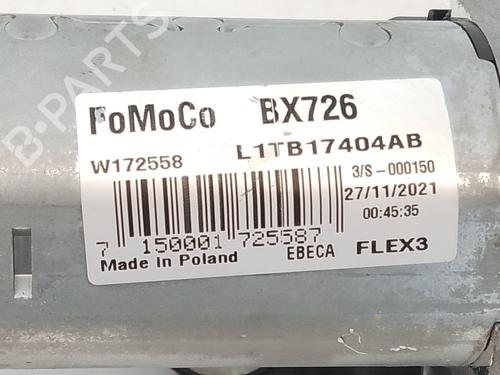 B-PARTS
FoMoCo BX726
W172558 L1TB17404AB
3/S-000150
27/11/2021
00:45:35
7 150001 725587
Made in Poland EBECA FLEX3